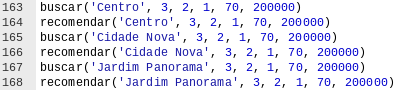 163 buscar('Centro', 3, 2, 1, 70, 200000)
164 recomendar('Centro', 3, 2, 1, 70, 200000)
165 buscar('Cidade Nova', 3, 2, 1, 70, 200000)
166 recomendar('Cidade Nova', 3, 2, 1, 70, 200000)
167 buscar('Jardim Panorama', 3, 2, 1, 70, 200000)
168 recomendar('Jardim Panorama', 3, 2, 1, 70, 200000)